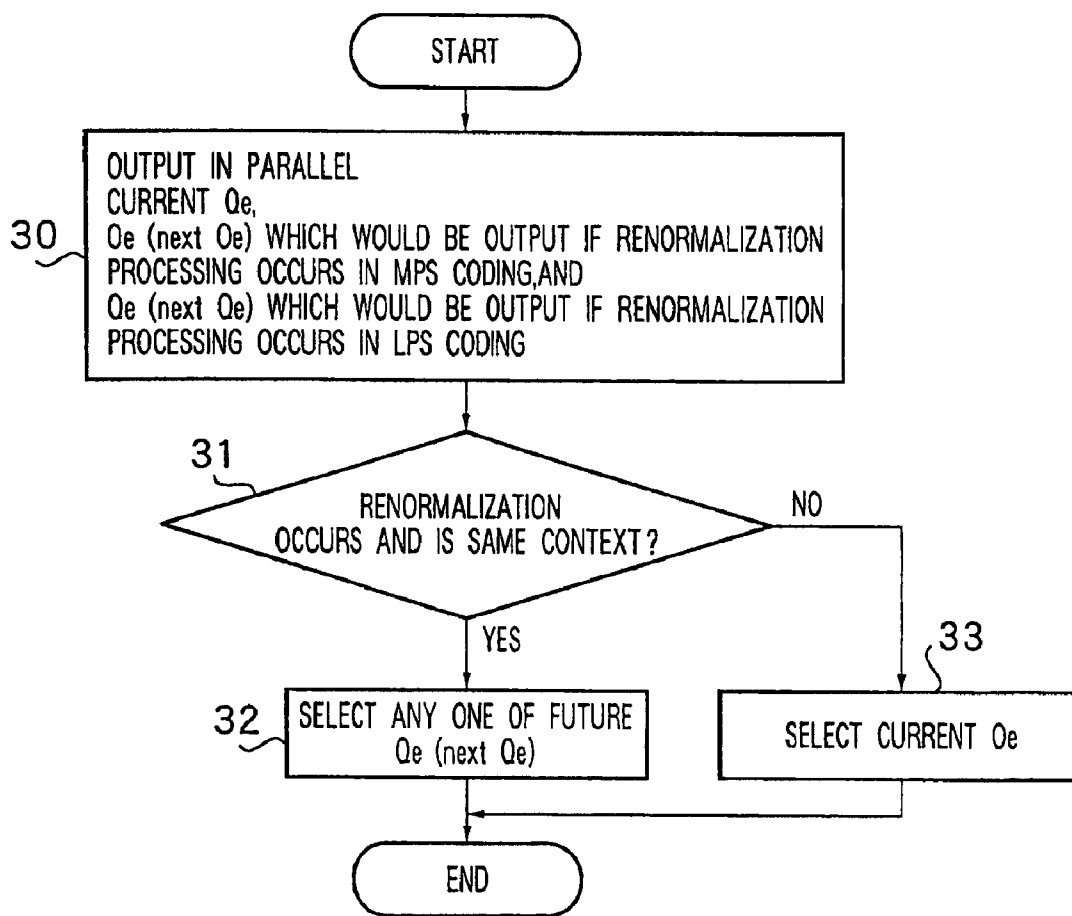 START
30
OUTPUT IN PARALLEL
CURRENT Qe,
Qe (next Qe) WHICH WOULD BE OUTPUT IF RENORMALIZATION
PROCESSING OCCURS IN MPS CODING,AND
Qe (next Qe) WHICH WOULD BE OUTPUT IF RENORMALIZATION
PROCESSING OCCURS IN LPS CODING
31
RENORMALIZATION
OCCURS AND IS SAME CONTEXT?
NO
YES
33
32
SELECT ANY ONE OF FUTURE
Qe (next Qe)
SELECT CURRENT Qe
END